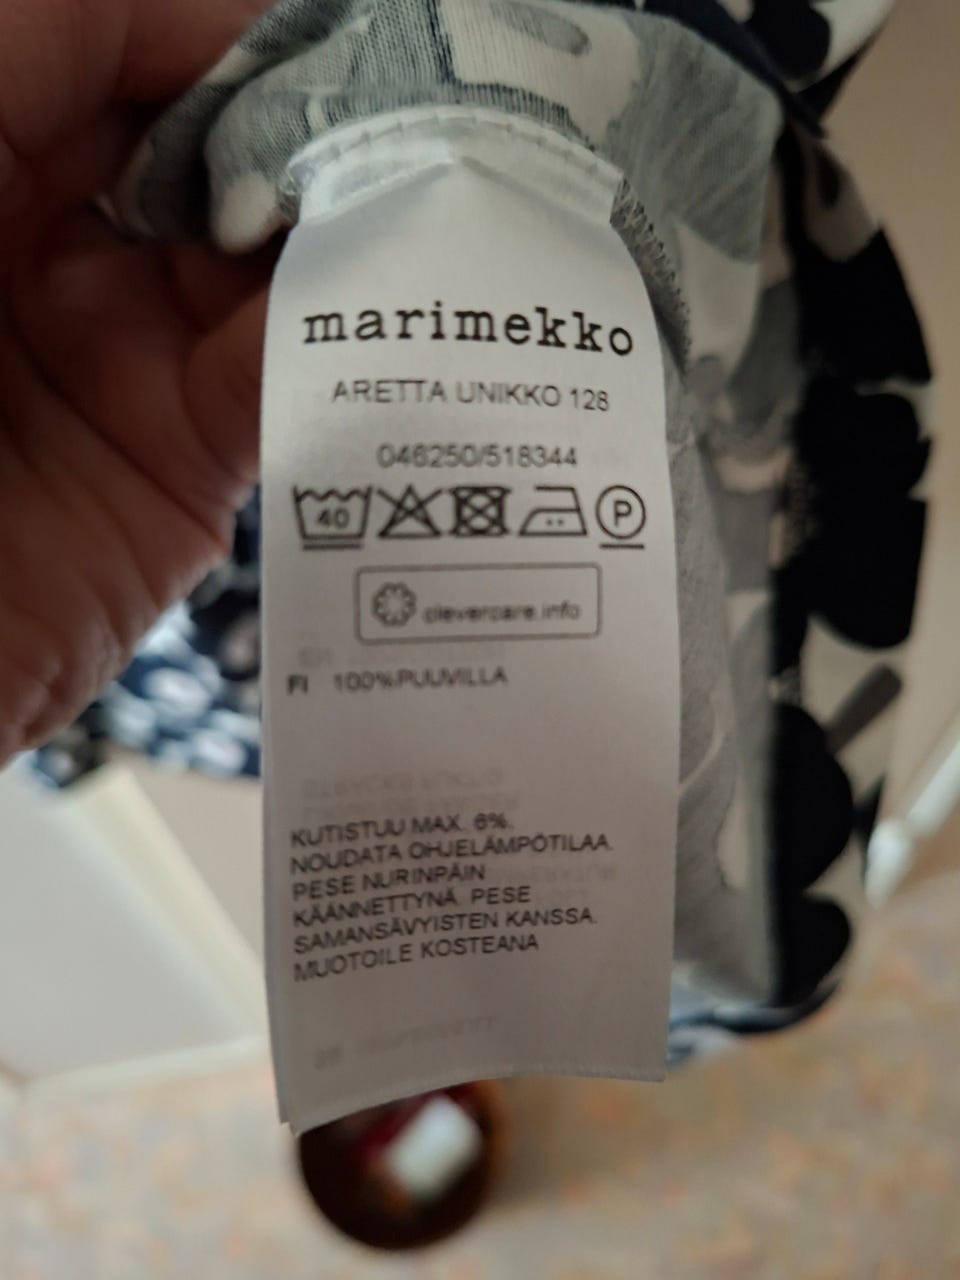 marimekko
ARETTA UNIKKO 128
046250/518344
40 P
clevercare.info
FI 100%PUUVILLA
KUTISTUU MAX. 6%.
NOUDATA OHJELÄMPÖTILAA.
PESE NURINPÄIN
KÄÄNNETTYNÄ. PESE
SAMANSÄVYISTEN KANSSA.
MUOTOILE KOSTEANA